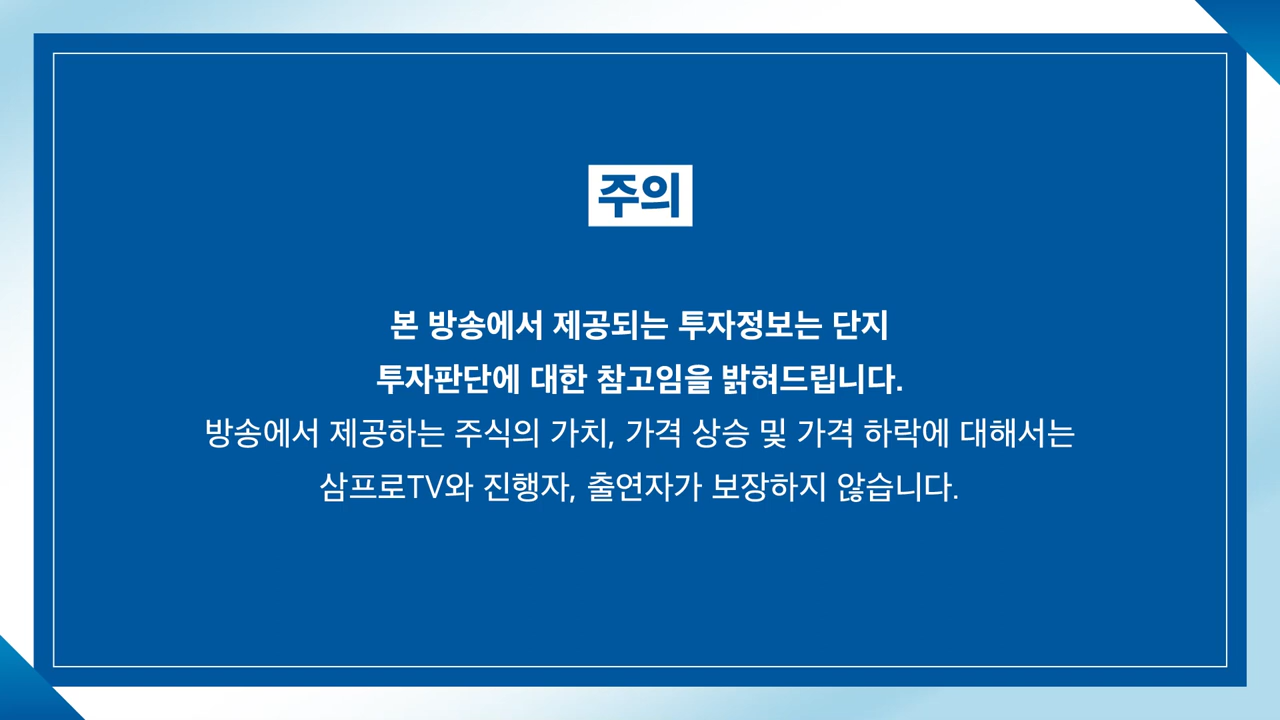 주의
본 방송에서 제공되는 투자정보는 단지
투자판단에 대한 참고임을 밝혀드립니다.
방송에서 제공하는 주식의 가치, 가격 상승 및 가격 하락에 대해서는
삼프로TV와 진행자, 출연자가 보장하지 않습니다.